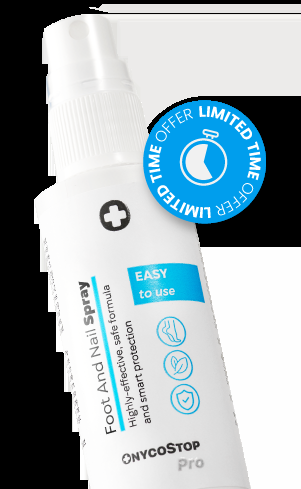 LIMITED TIME OFFER LIMITED TIME OFFER
EASY
to use
Foot And Nail Spray
Highly-effective, safe formula
and smart protection
ONYCOSTOP
Pro